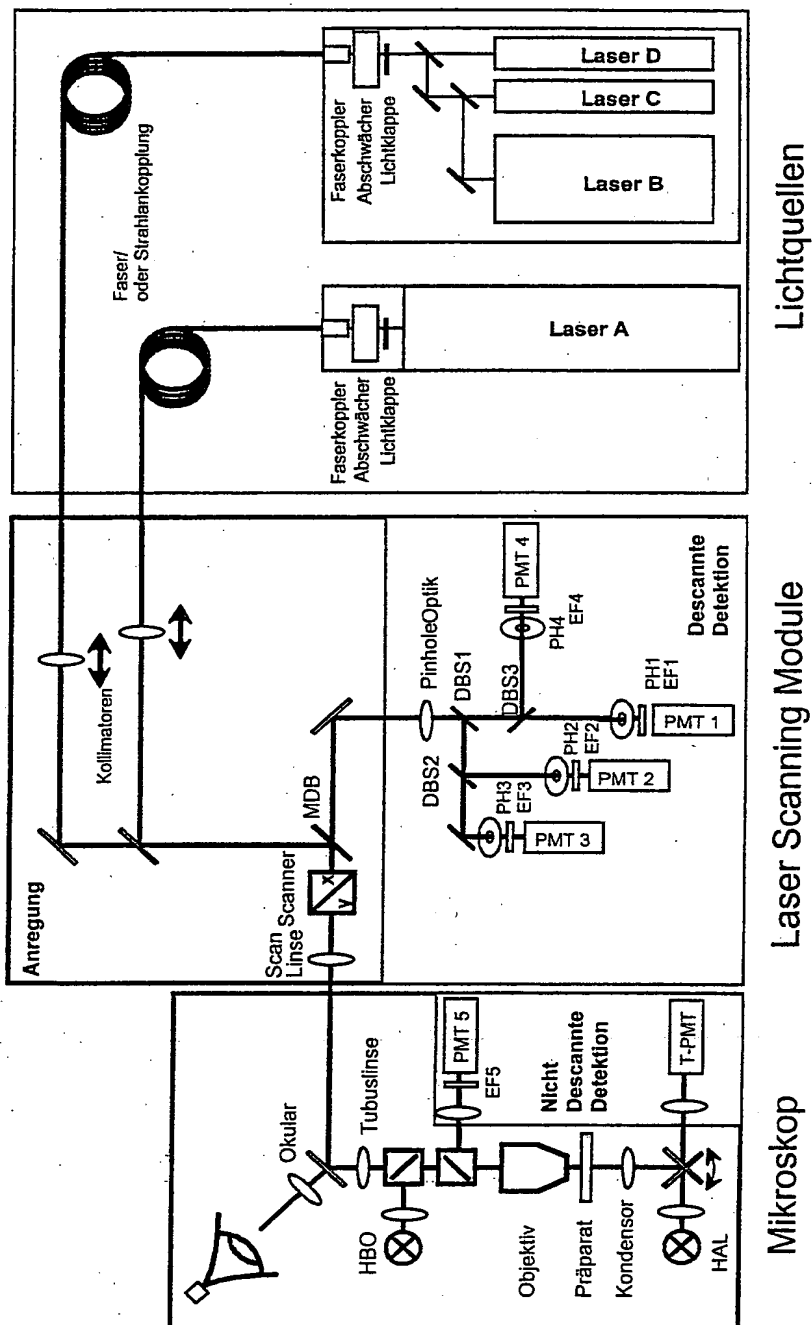 Mikroskop
Okular
Tubuslinse
HBO
PMT 5
EF5
Nicht
Descannte
Detektion
Objektiv
Präparat
Kondensor
HAL
T-PMT
Laser Scanning Module
Anregung
Kollimatoren
Scan
Linse
Scanner
x
y
MDB
PinholeOptik
DBS1
DBS2
DBS3
PMT 4
PH4
EF4
PH1
EF1
PMT 1
PH2
EF2
PMT 2
PH3
EF3
PMT 3
Descannte
Detektion
Lichtquellen
Faser/
oder Strahlankopplung
Faserkoppler
Abschwächer
Lichtklappe
Laser A
Faserkoppler
Abschwächer
Lichtklappe
Laser B
Laser C
Laser D